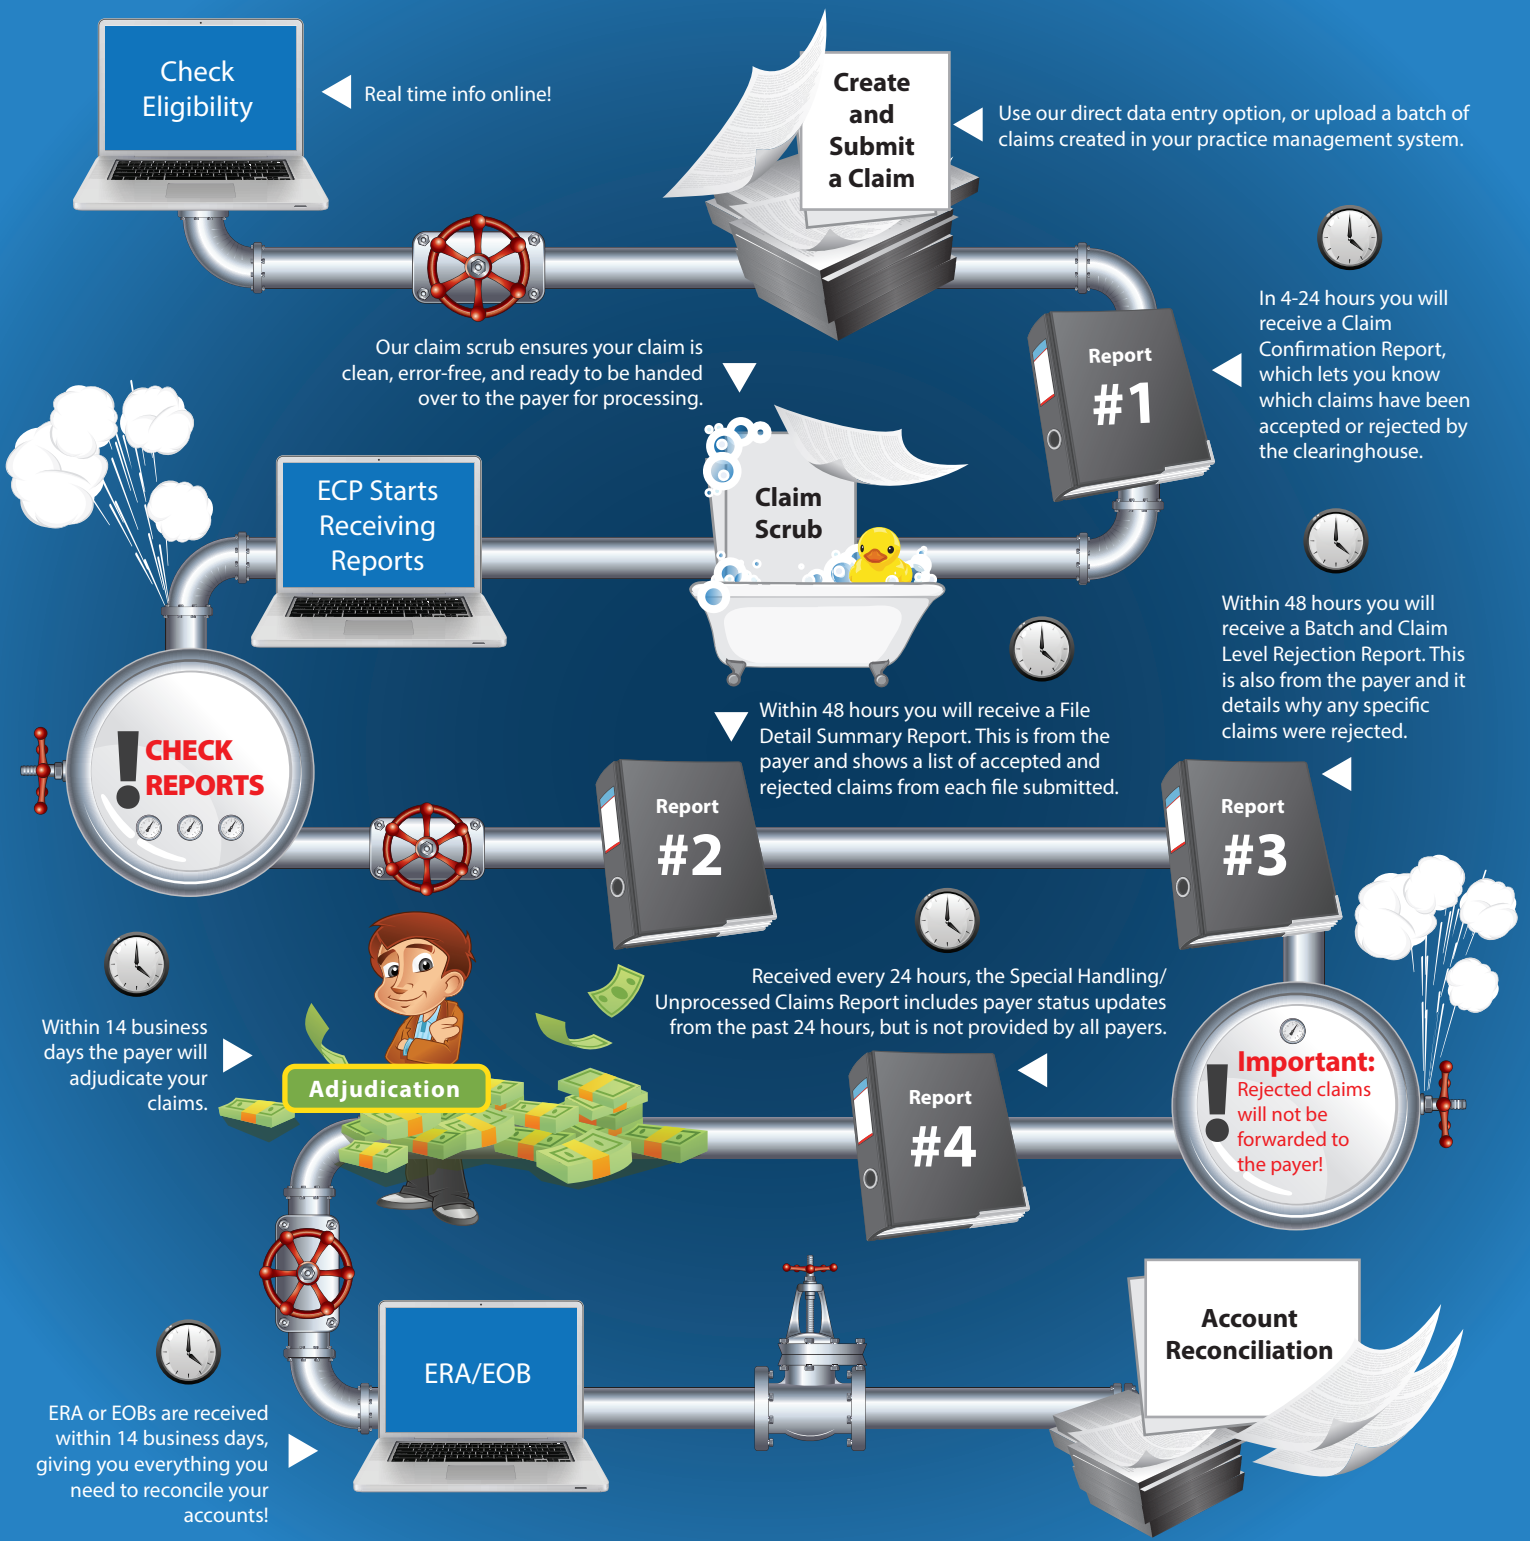 Check
Eligibility
Real time info online!
Create
and
Submit
a Claim
Use our direct data entry option, or upload a batch of
claims created in your practice management system.
In 4-24 hours you will
receive a Claim
Confirmation Report,
which lets you know
which claims have been
accepted or rejected by
the clearinghouse.
Report
#1
Our claim scrub ensures your claim is
clean, error-free, and ready to be handed
over to the payer for processing.
Claim
Scrub
ECP Starts
Receiving
Reports
! CHECK
REPORTS
Within 48 hours you will receive a File
Detail Summary Report. This is from the
payer and shows a list of accepted and
rejected claims from each file submitted.
Report
#2
Within 48 hours you will
receive a Batch and Claim
Level Rejection Report. This
is also from the payer and it
details why any specific
claims were rejected.
Report
#3
! Important:
Rejected claims
will not be
forwarded to
the payer!
Received every 24 hours, the Special Handling/
Unprocessed Claims Report includes payer status updates
from the past 24 hours, but is not provided by all payers.
Report
#4
Within 14 business
days the payer will
adjudicate your
claims.
Adjudication
ERA or EOBs are received
within 14 business days,
giving you everything you
need to reconcile your
accounts!
ERA/EOB
Account
Reconciliation